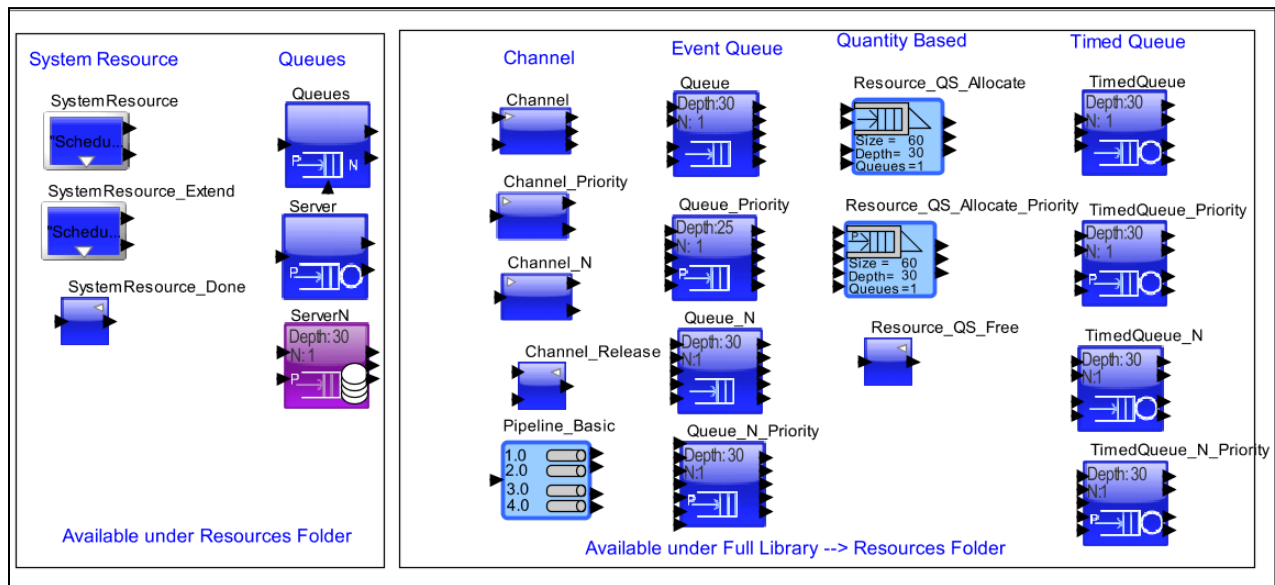 System Resource
SystemResource
"Schedu...
SystemResource_Extend
"Schedu...
SystemResource_Done
Queues
Queues
P N
Server
P
ServerN
Depth: 30
N: 1
P
Available under Resources Folder
Channel
Channel
Channel_Priority
Channel_N
Channel_Release
Pipeline_Basic
1.0
2.0
3.0
4.0
Event Queue
Queue
Depth:30
N: 1
Queue_Priority
Depth:25
N: 1
P
Queue_N
Depth: 30
N:1
Queue_N_Priority
Depth: 30
N:1
P
Quantity Based
Resource_QS_Allocate
Size = 60
Depth= 30
Queues =1
Resource_QS_Allocate_Priority
P
Size = 60
Depth= 30
Queues =1
Resource_QS_Free
Timed Queue
TimedQueue
Depth:30
N: 1
TimedQueue_Priority
Depth:30
N: 1
P
TimedQueue_N
Depth: 30
N:1
TimedQueue_N_Priority
Depth: 30
N:1
P
Available under Full Library --> Resources Folder